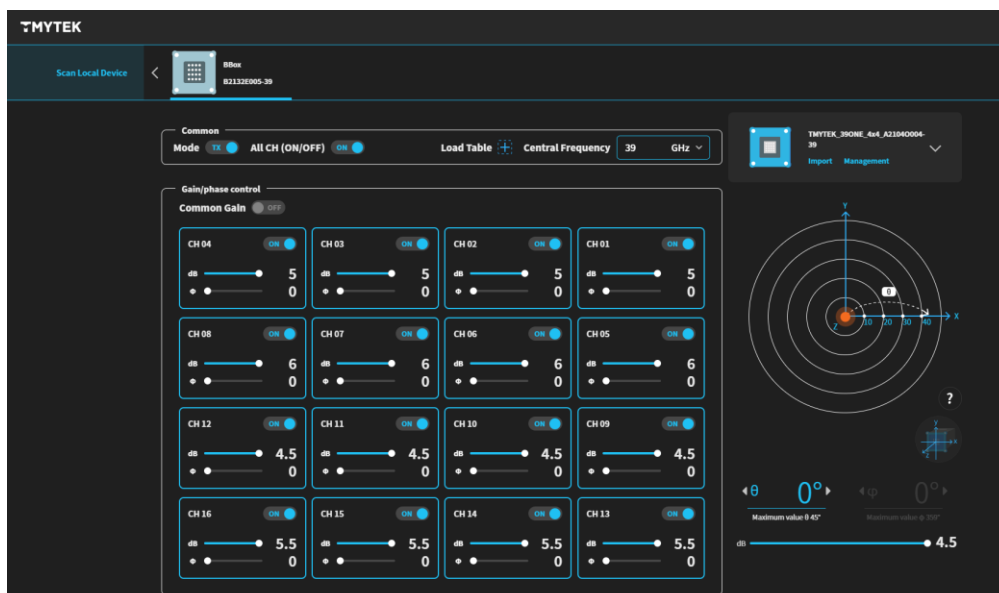 TMYTEK
Scan Local Device
BBox
B2132E005-39
Common
Mode TX All CH (ON/OFF) ON Load Table Central Frequency 39 GHz
TMYTEK_39ONE_4x4_A21040004-
39
Import Management
Gain/phase control
Common Gain OFF
CH 04 ON CH 03 ON CH 02 ON CH 01 ON
dB 5 dB 5 dB 5 dB 5
Φ 0 Φ 0 Φ 0 Φ 0
CH 08 ON CH 07 ON CH 06 ON CH 05 ON
dB 6 dB 6 dB 6 dB 6
Φ 0 Φ 0 Φ 0 Φ 0
CH 12 ON CH 11 ON CH 10 ON CH 09 ON
dB 4.5 dB 4.5 dB 4.5 dB 4.5
Φ 0 Φ 0 Φ 0 Φ 0
CH 16 ON CH 15 ON CH 14 ON CH 13 ON
dB 5.5 dB 5.5 dB 5.5 dB 5.5
Φ 0 Φ 0 Φ 0 Φ 0
Y
θ
Z 10 20 30 40 X
?
y
x
z
θ 0° φ 0°
Maximum value θ 45° Maximum value φ 359°
dB 4.5